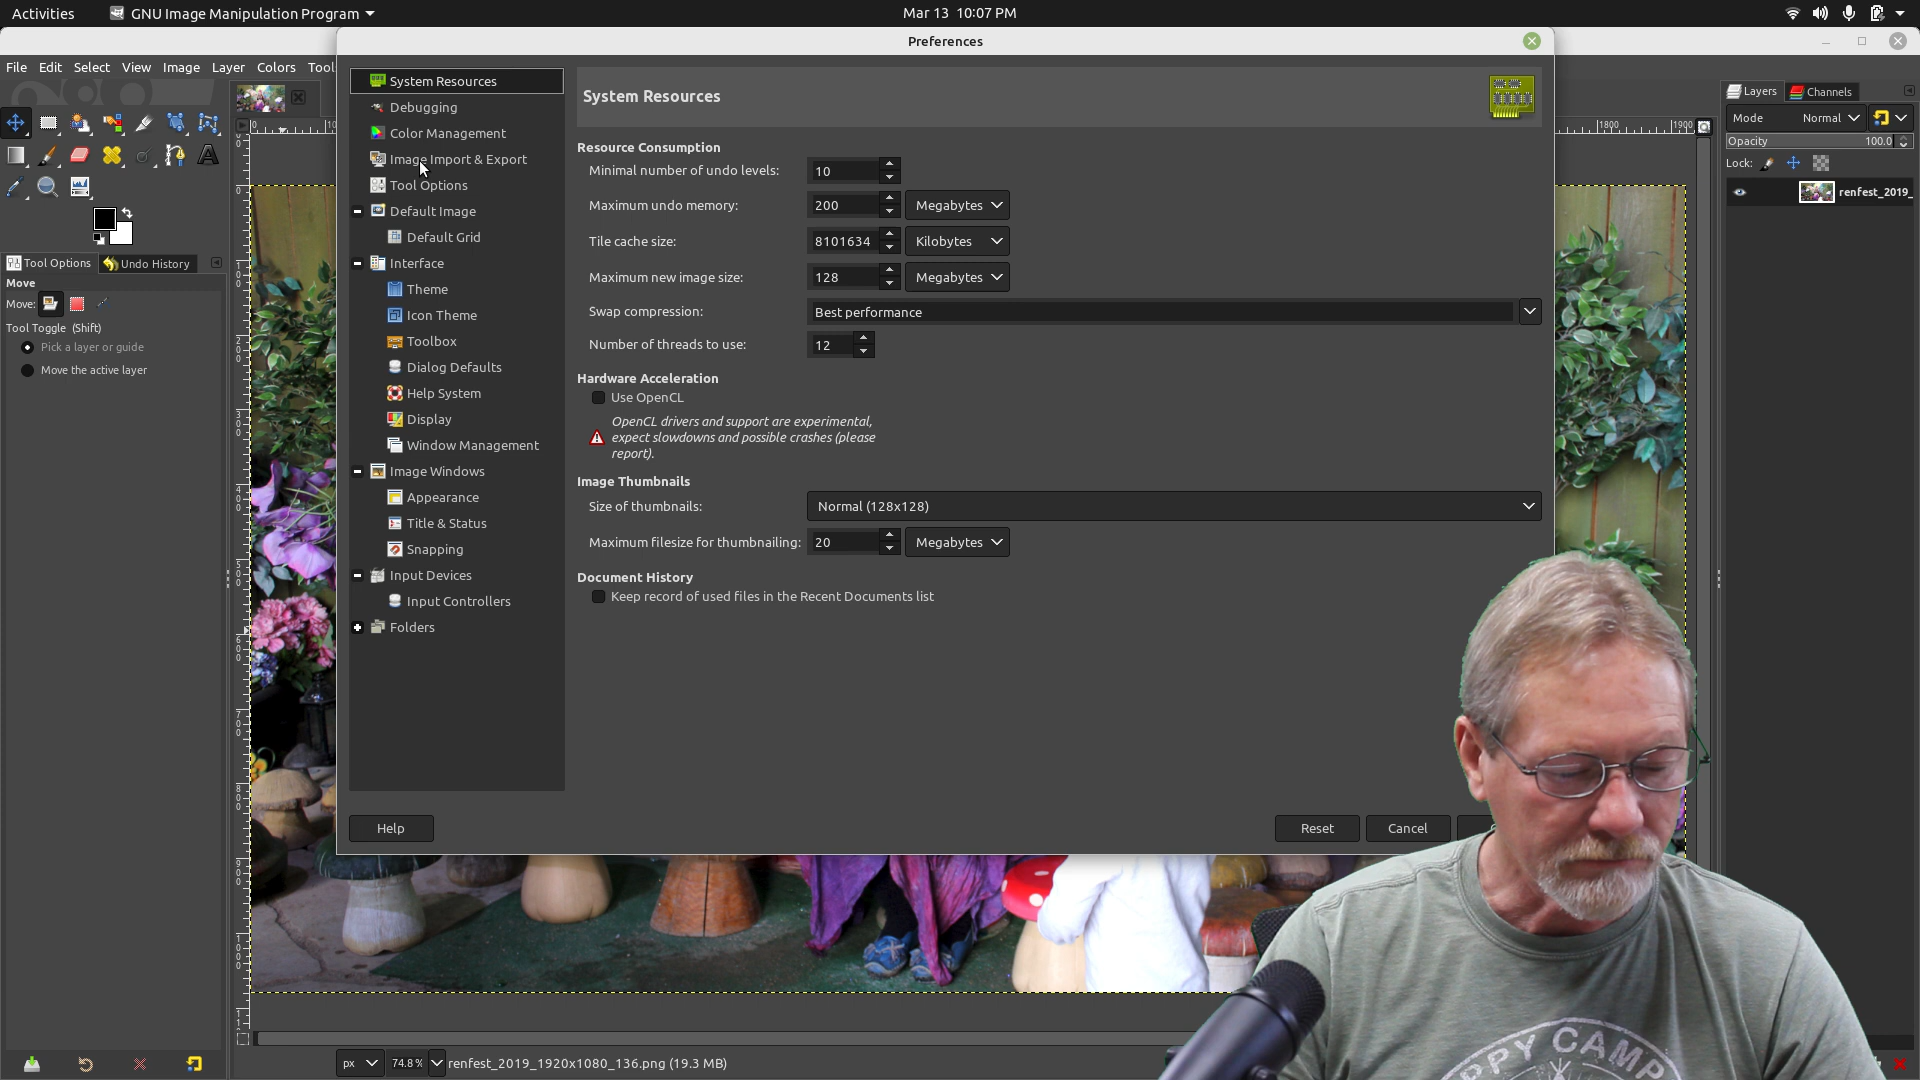 Activities
GNU Image Manipulation Program
Mar 13 10:07 PM
Preferences
File Edit Select View Image Layer Colors
System Resources
Debugging
Color Management
Image Import & Export
Tool Options
Default Image
Default Grid
Interface
Theme
Icon Theme
Toolbox
Dialog Defaults
Help System
Display
Window Management
Image Windows
Appearance
Title & Status
Snapping
Input Devices
Input Controllers
Folders
Help
System Resources
Resource Consumption
Minimal number of undo levels: 10
Maximum undo memory: 200 Megabytes
Tile cache size: 8101634 Kilobytes
Maximum new image size: 128 Megabytes
Swap compression: Best performance
Number of threads to use: 12
Hardware Acceleration
Use OpenCL
OpenCL drivers and support are experimental,
expect slowdowns and possible crashes (please
report).
Image Thumbnails
Size of thumbnails: Normal (128x128)
Maximum filesize for thumbnailing: 20 Megabytes
Document History
Keep record of used files in the Recent Documents list
Reset Cancel
Tool Options Undo History
Move
Move:
Tool Toggle (Shift)
Pick a layer or guide
Move the active layer
Layers Channels
Mode Normal
Opacity 100.0
Lock:
renfest_2019_
1800 1900
px 74.8 % renfest_2019_1920x1080_136.png (19.3 MB)